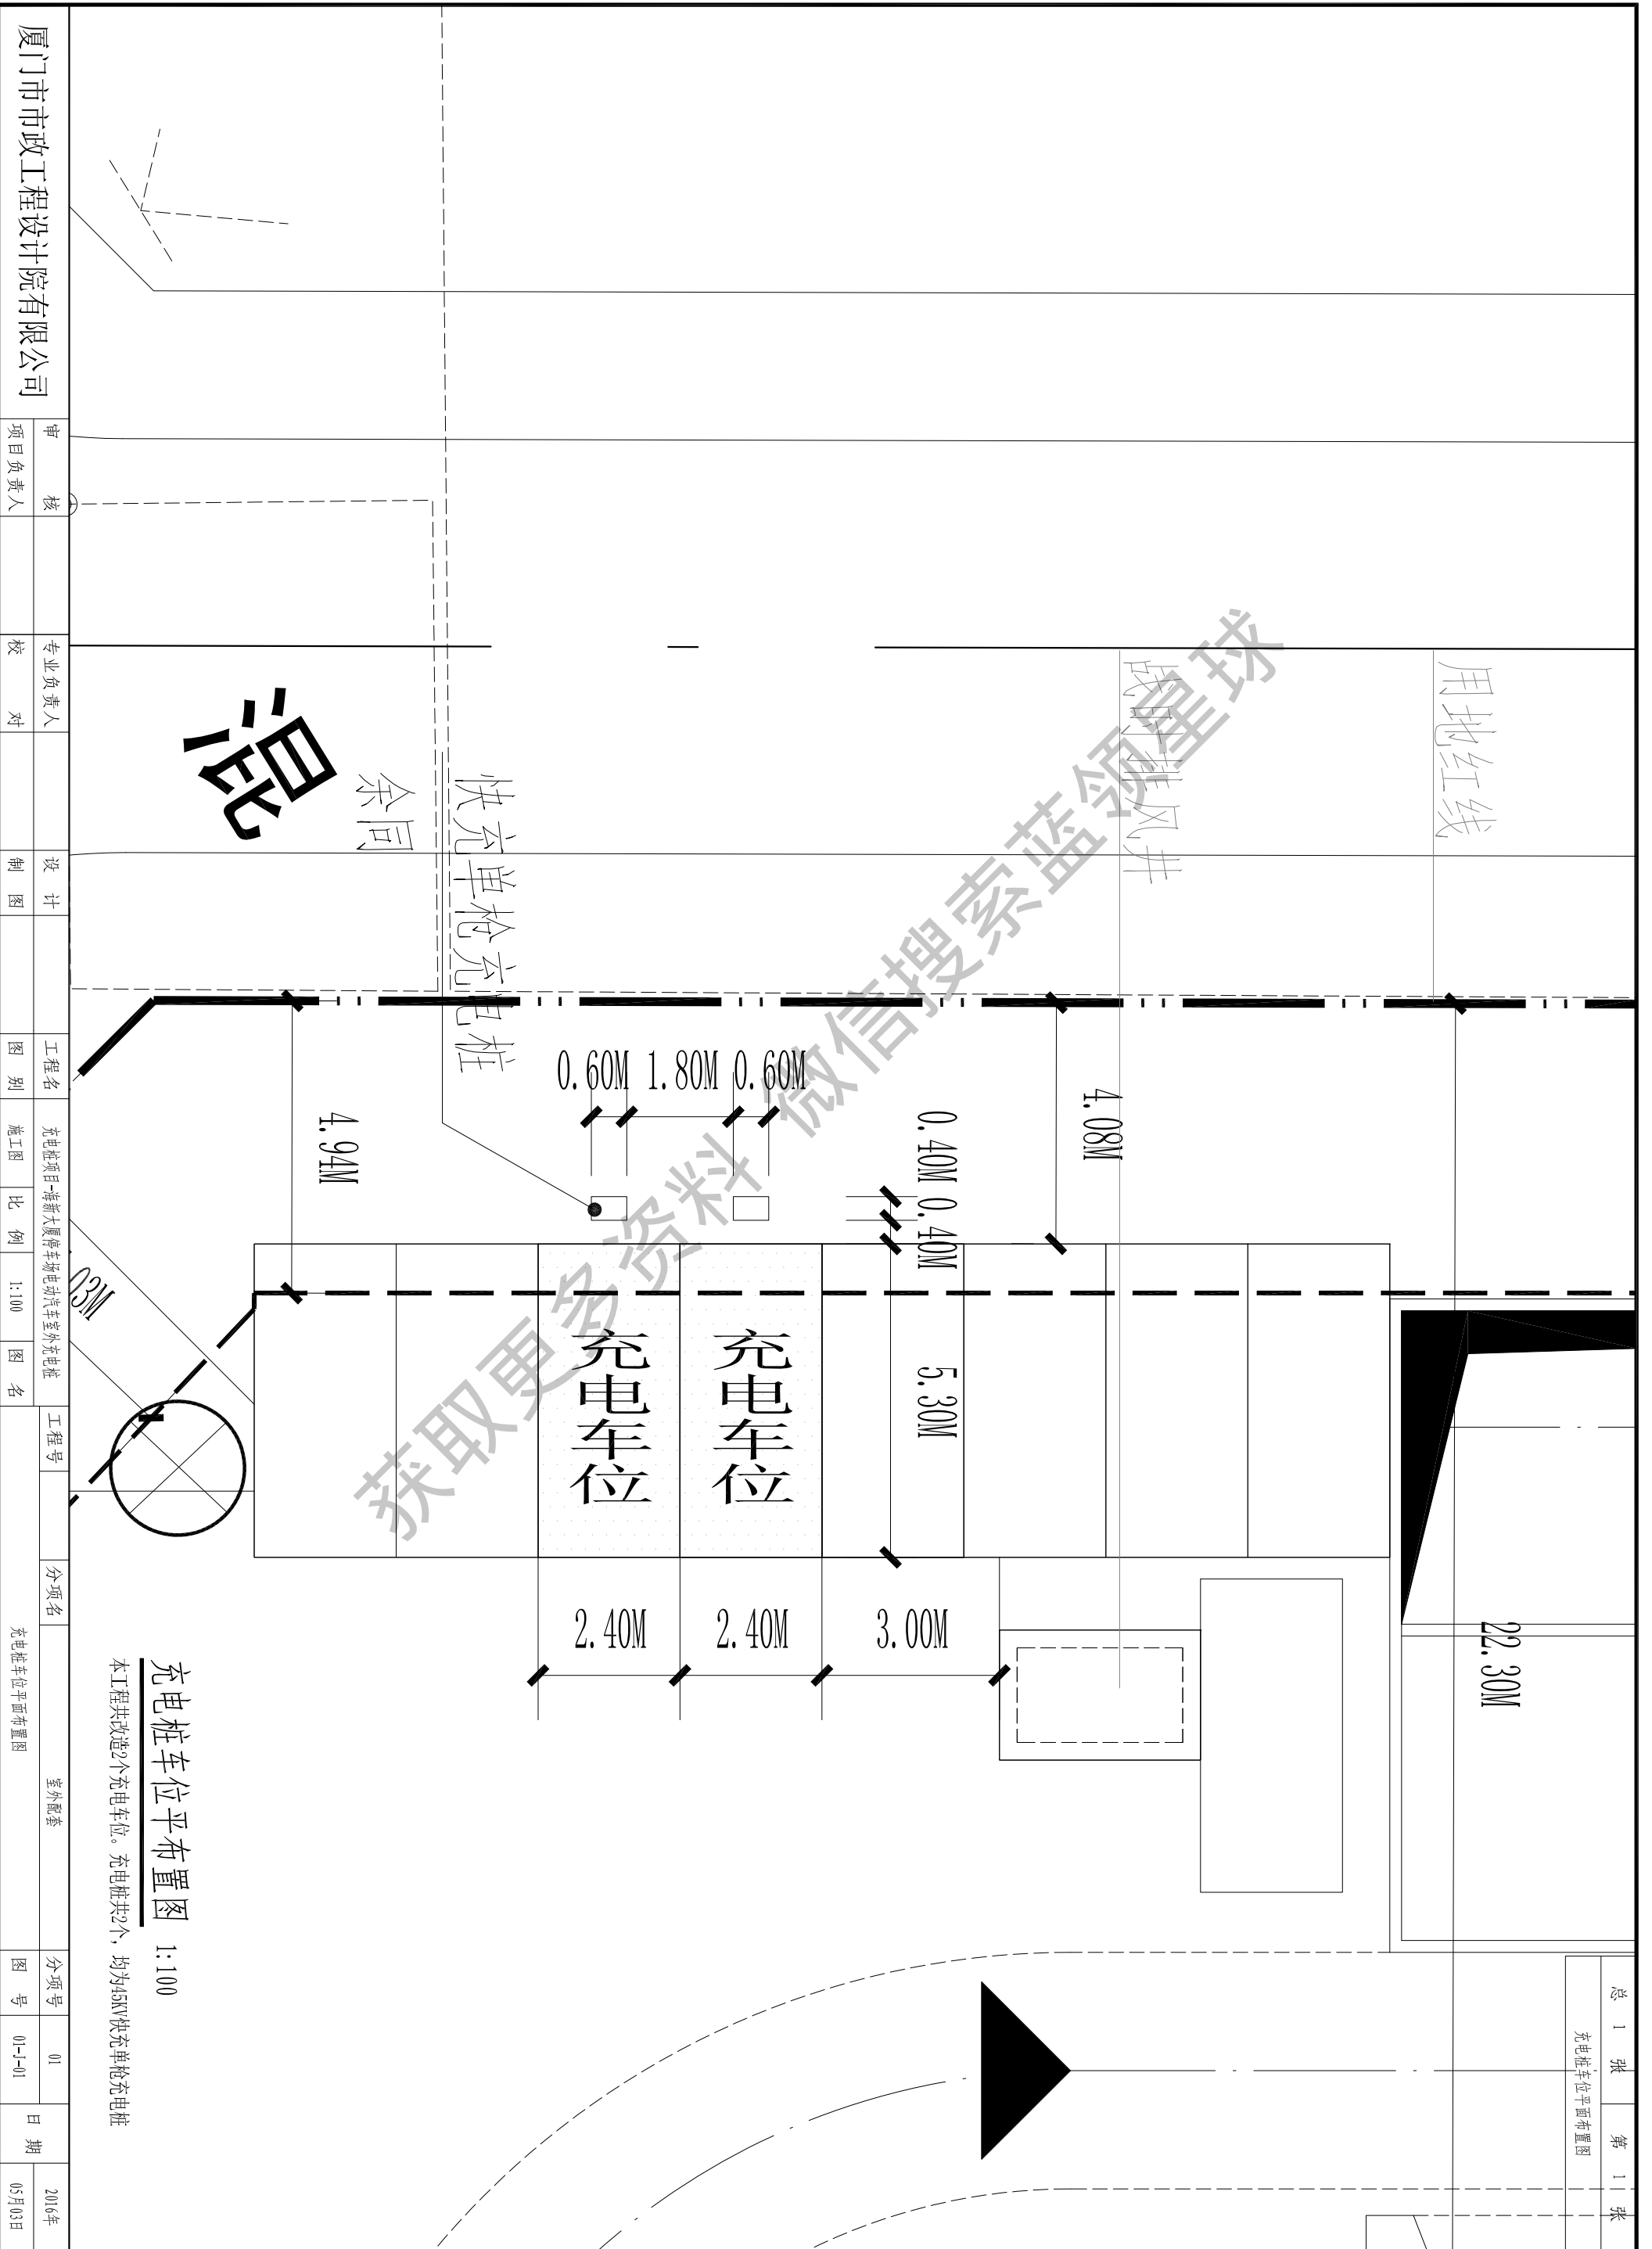 总 1 张 第 1 张
充电桩车位平面布置图
用地红线
22.30M
4.08M
0.40M 0.40M
5.30M
0.60M 1.80M 0.60M
快充单枪充电桩
余同
4.94M
混
充电车位
充电车位
2.40M 2.40M 3.00M
03M
充电桩车位平布置图 1:100
本工程共改造2个充电车位。充电桩共2个，均为45KV快充单枪充电桩
获取更多资料 微信搜索蓝领星球
厦门市市政工程设计院有限公司
审 核 专业负责人 设 计 工程名 充电桩项目-海新大厦停车场电动汽车室外充电桩 工程号 分项名 室外配套 分项号 01 日 期 2016年
项目负责人 校 对 制 图 图 别 施工图 比 例 1:100 图 名 充电桩车位平面布置图 图 号 01-J-01 05月03日